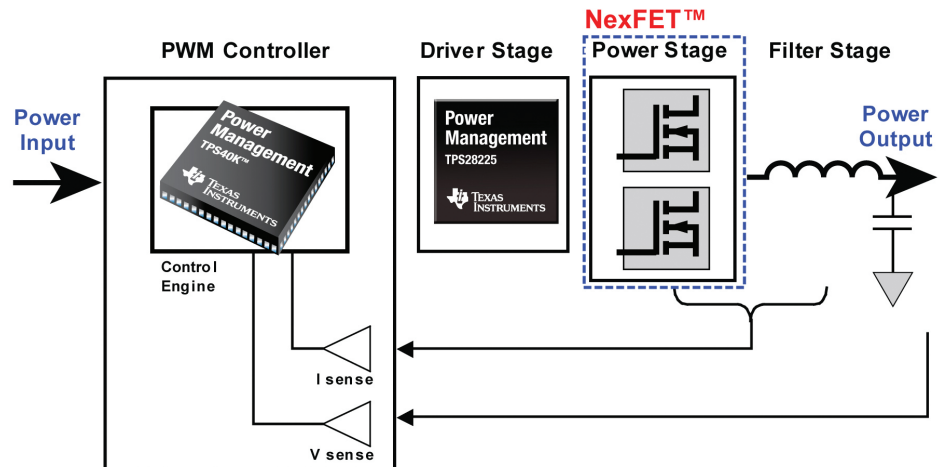 NexFET™
PWM Controller
Driver Stage
Power Stage
Filter Stage
Power
Input
Power
Management
TPS40K™
TEXAS
INSTRUMENTS
Control
Engine
Power
Management
TPS28225
TEXAS
INSTRUMENTS
Power
Output
I sense
V sense